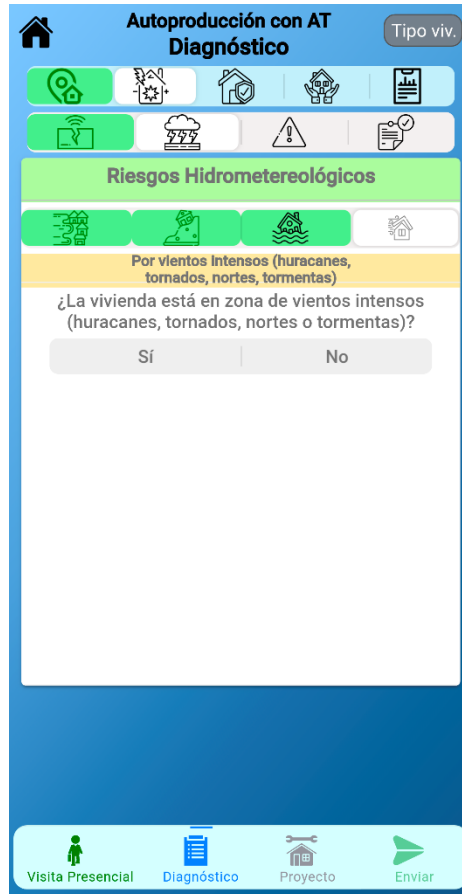 Autoproducción con AT
Diagnóstico
Tipo viv.
Riesgos Hidrometereológicos
Por vientos Intensos (huracanes,
tornados, nortes, tormentas)
¿La vivienda está en zona de vientos intensos
(huracanes, tornados, nortes o tormentas)?
Sí No
Visita Presencial Diagnóstico Proyecto Enviar